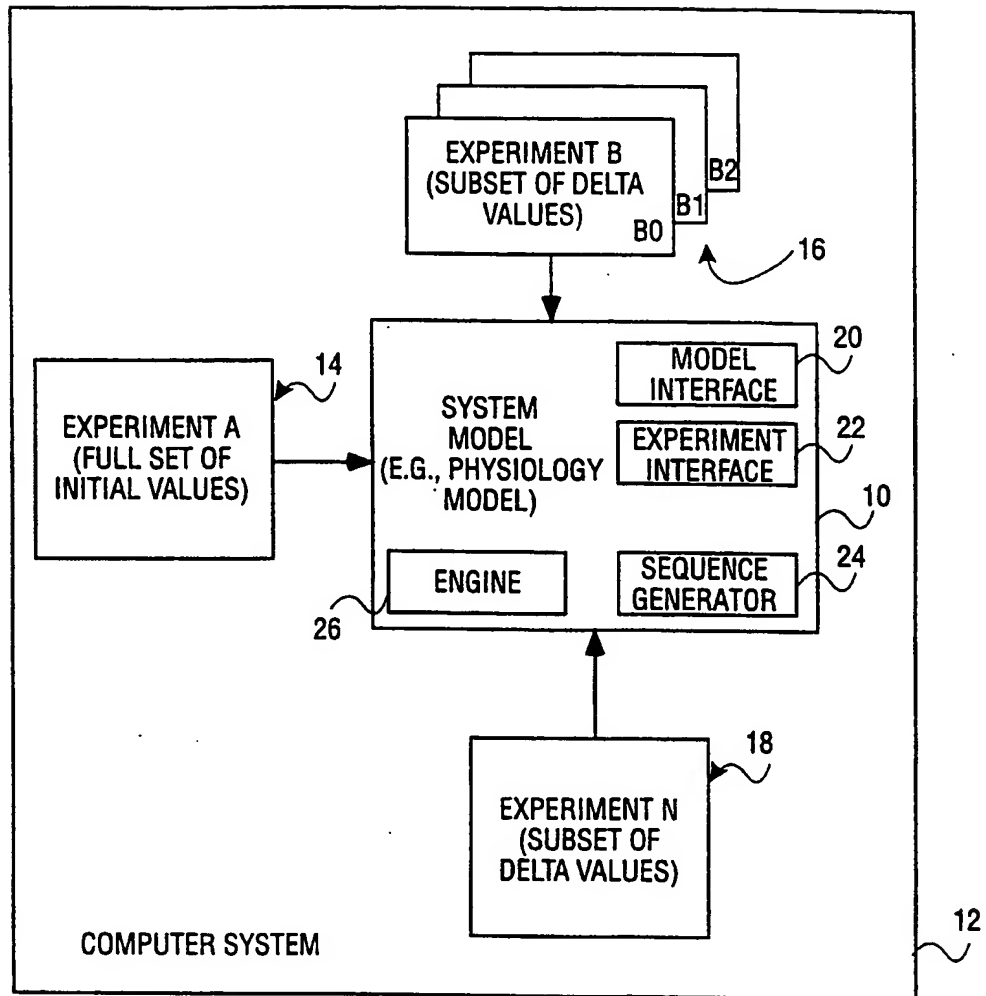 EXPERIMENT B
(SUBSET OF DELTA
VALUES)
B0
B1
B2
16
EXPERIMENT A
(FULL SET OF
INITIAL VALUES)
14
SYSTEM
MODEL
(E.G., PHYSIOLOGY
MODEL)
MODEL
INTERFACE
20
EXPERIMENT
INTERFACE
22
10
ENGINE
26
SEQUENCE
GENERATOR
24
EXPERIMENT N
(SUBSET OF
DELTA VALUES)
18
COMPUTER SYSTEM
12